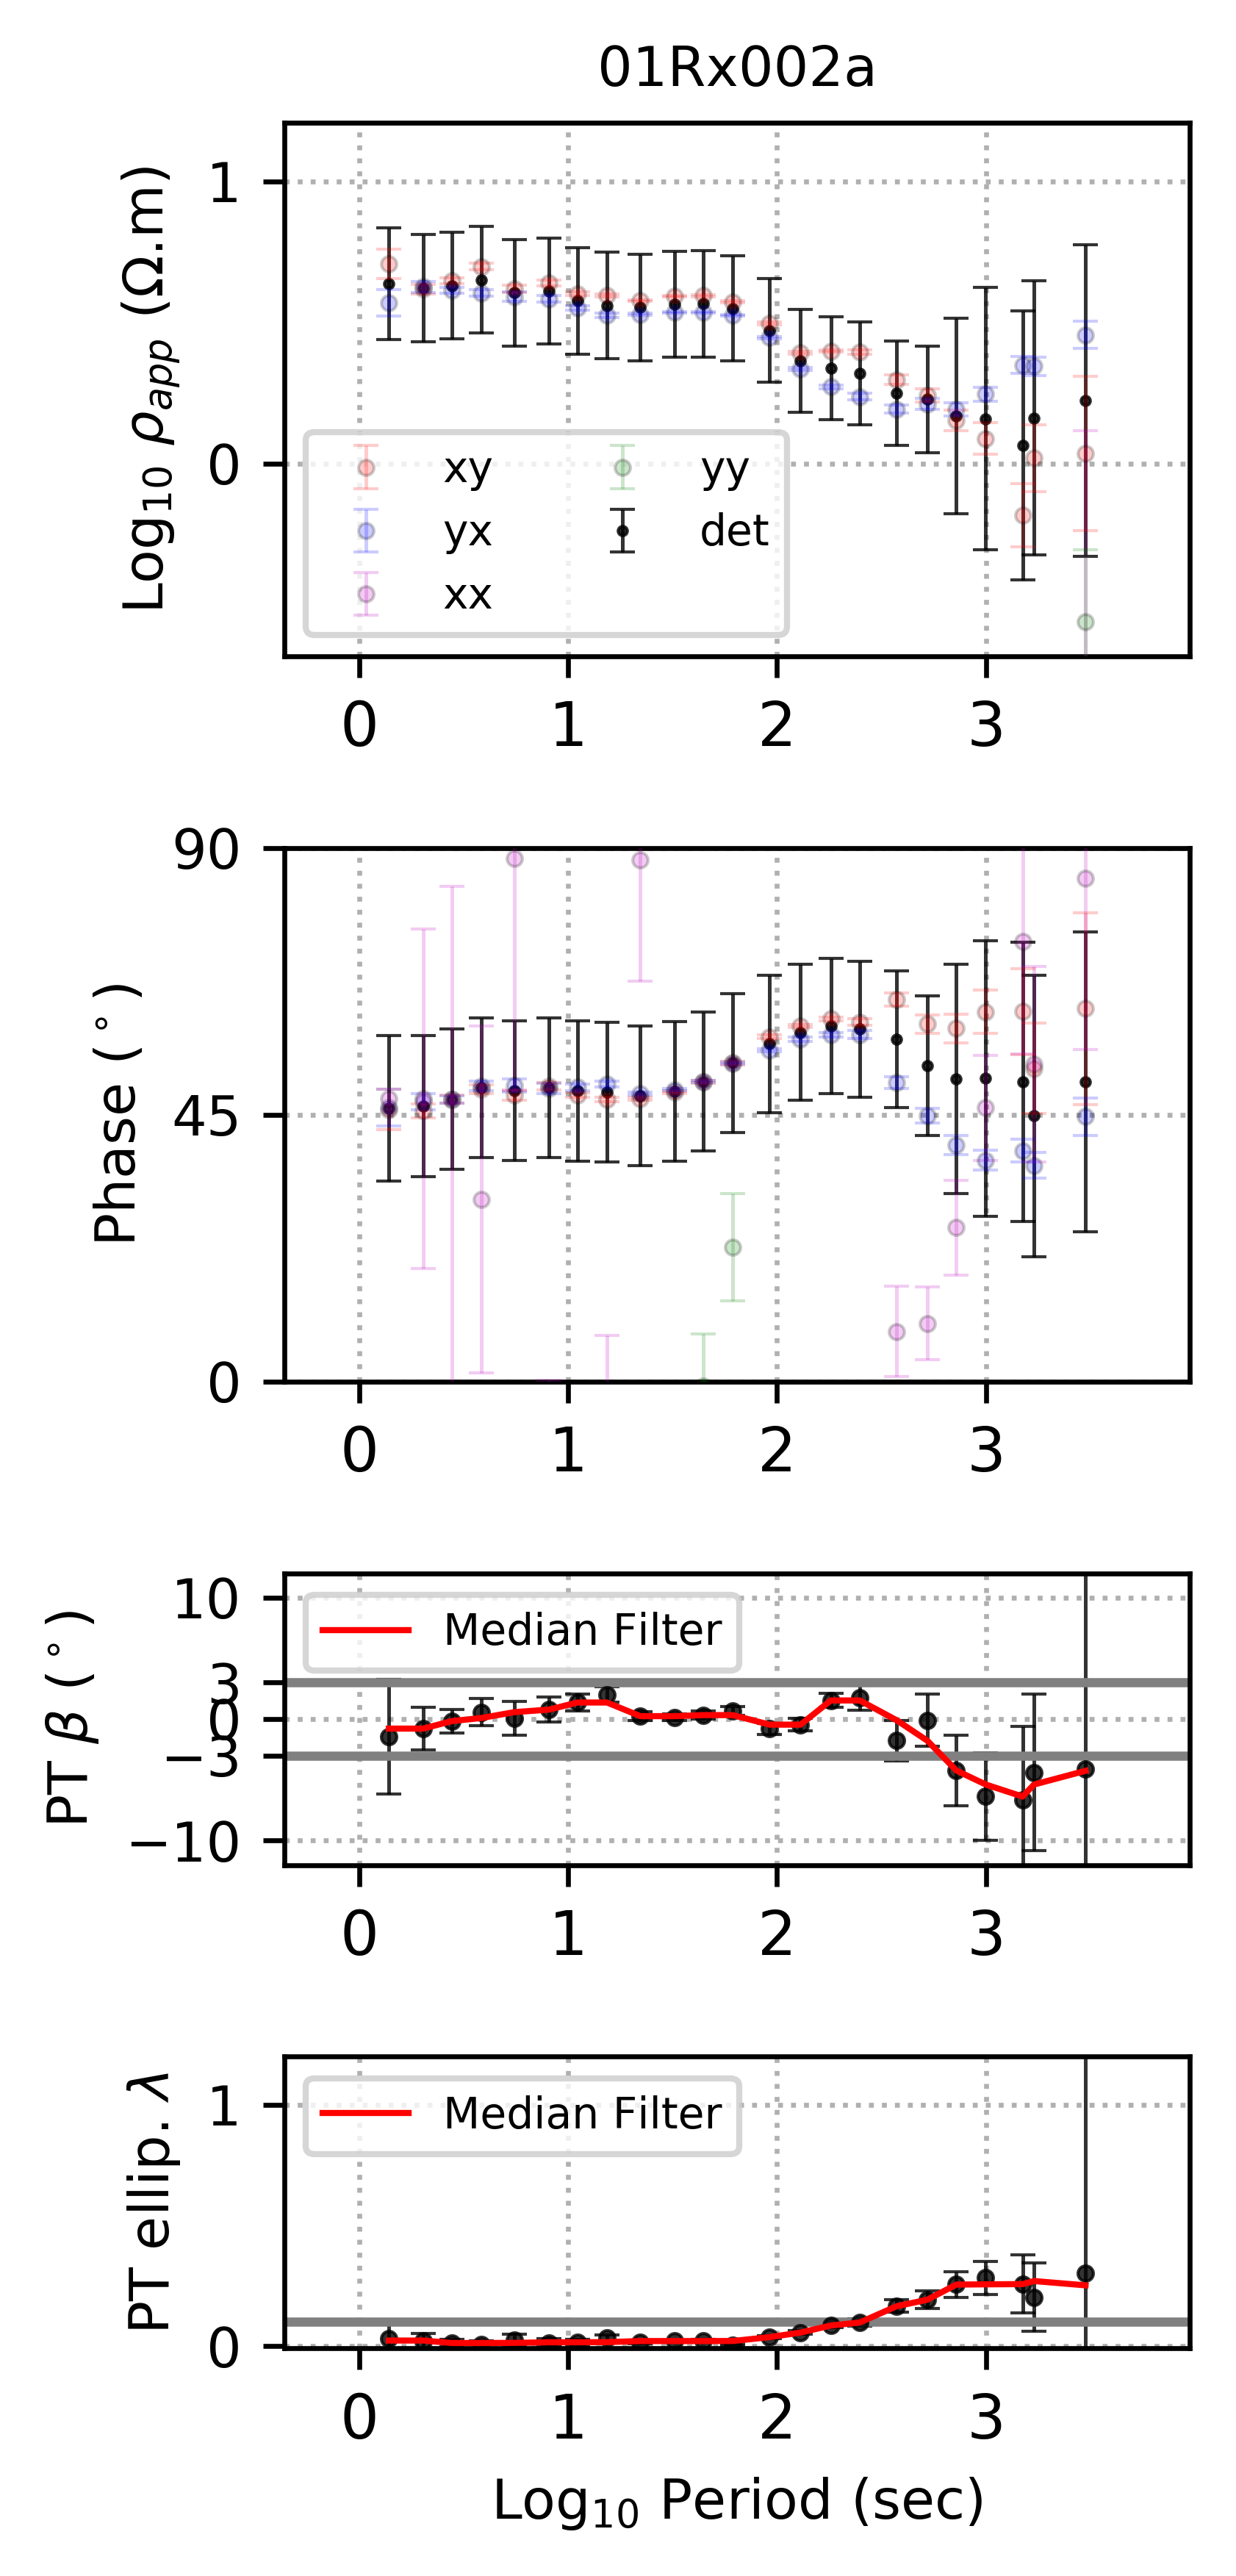 01Rx002a
Log10 ρapp (Ω.m)
1
0
xy
yx
xx
yy
det
0 1 2 3
Phase (°)
90
45
0
0 1 2 3
PT β (°)
10
3
0
−3
−10
Median Filter
0 1 2 3
PT ellip. λ
1
0
Median Filter
0 1 2 3
Log10 Period (sec)